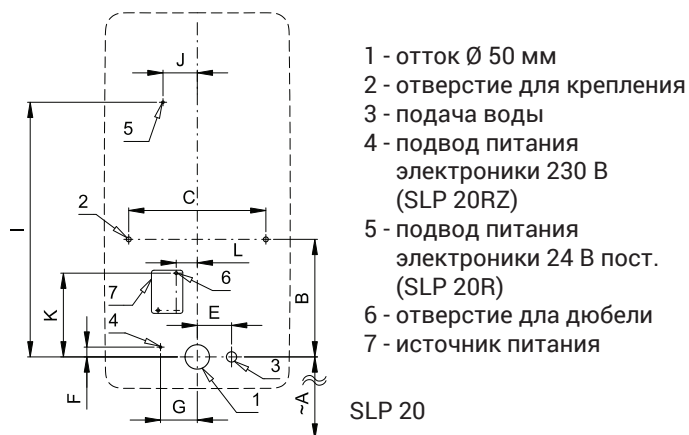 J
5
2
C
I
L
7
6
K
E
B
4
F
G
1
3
~A
1 - отток Ø 50 мм
2 - отверстие для крепления
3 - подача воды
4 - подвод питания
электроники 230 В
(SLP 20RZ)
5 - подвод питания
электроники 24 В пост.
(SLP 20R)
6 - отверстие дла дюбели
7 - источник питания
SLP 20